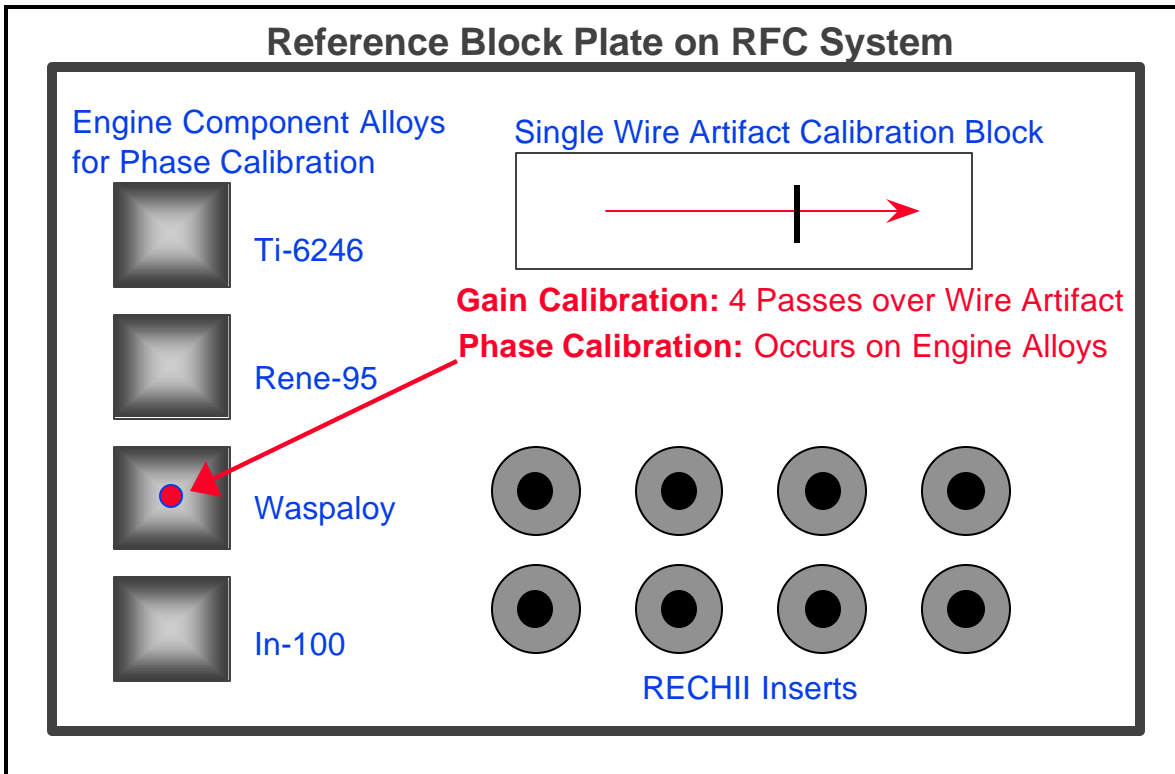 Reference Block Plate on RFC System
Engine Component Alloys
for Phase Calibration
Single Wire Artifact Calibration Block
Ti-6246
Gain Calibration: 4 Passes over Wire Artifact
Phase Calibration: Occurs on Engine Alloys
Rene-95
Waspaloy
In-100
RECHII Inserts